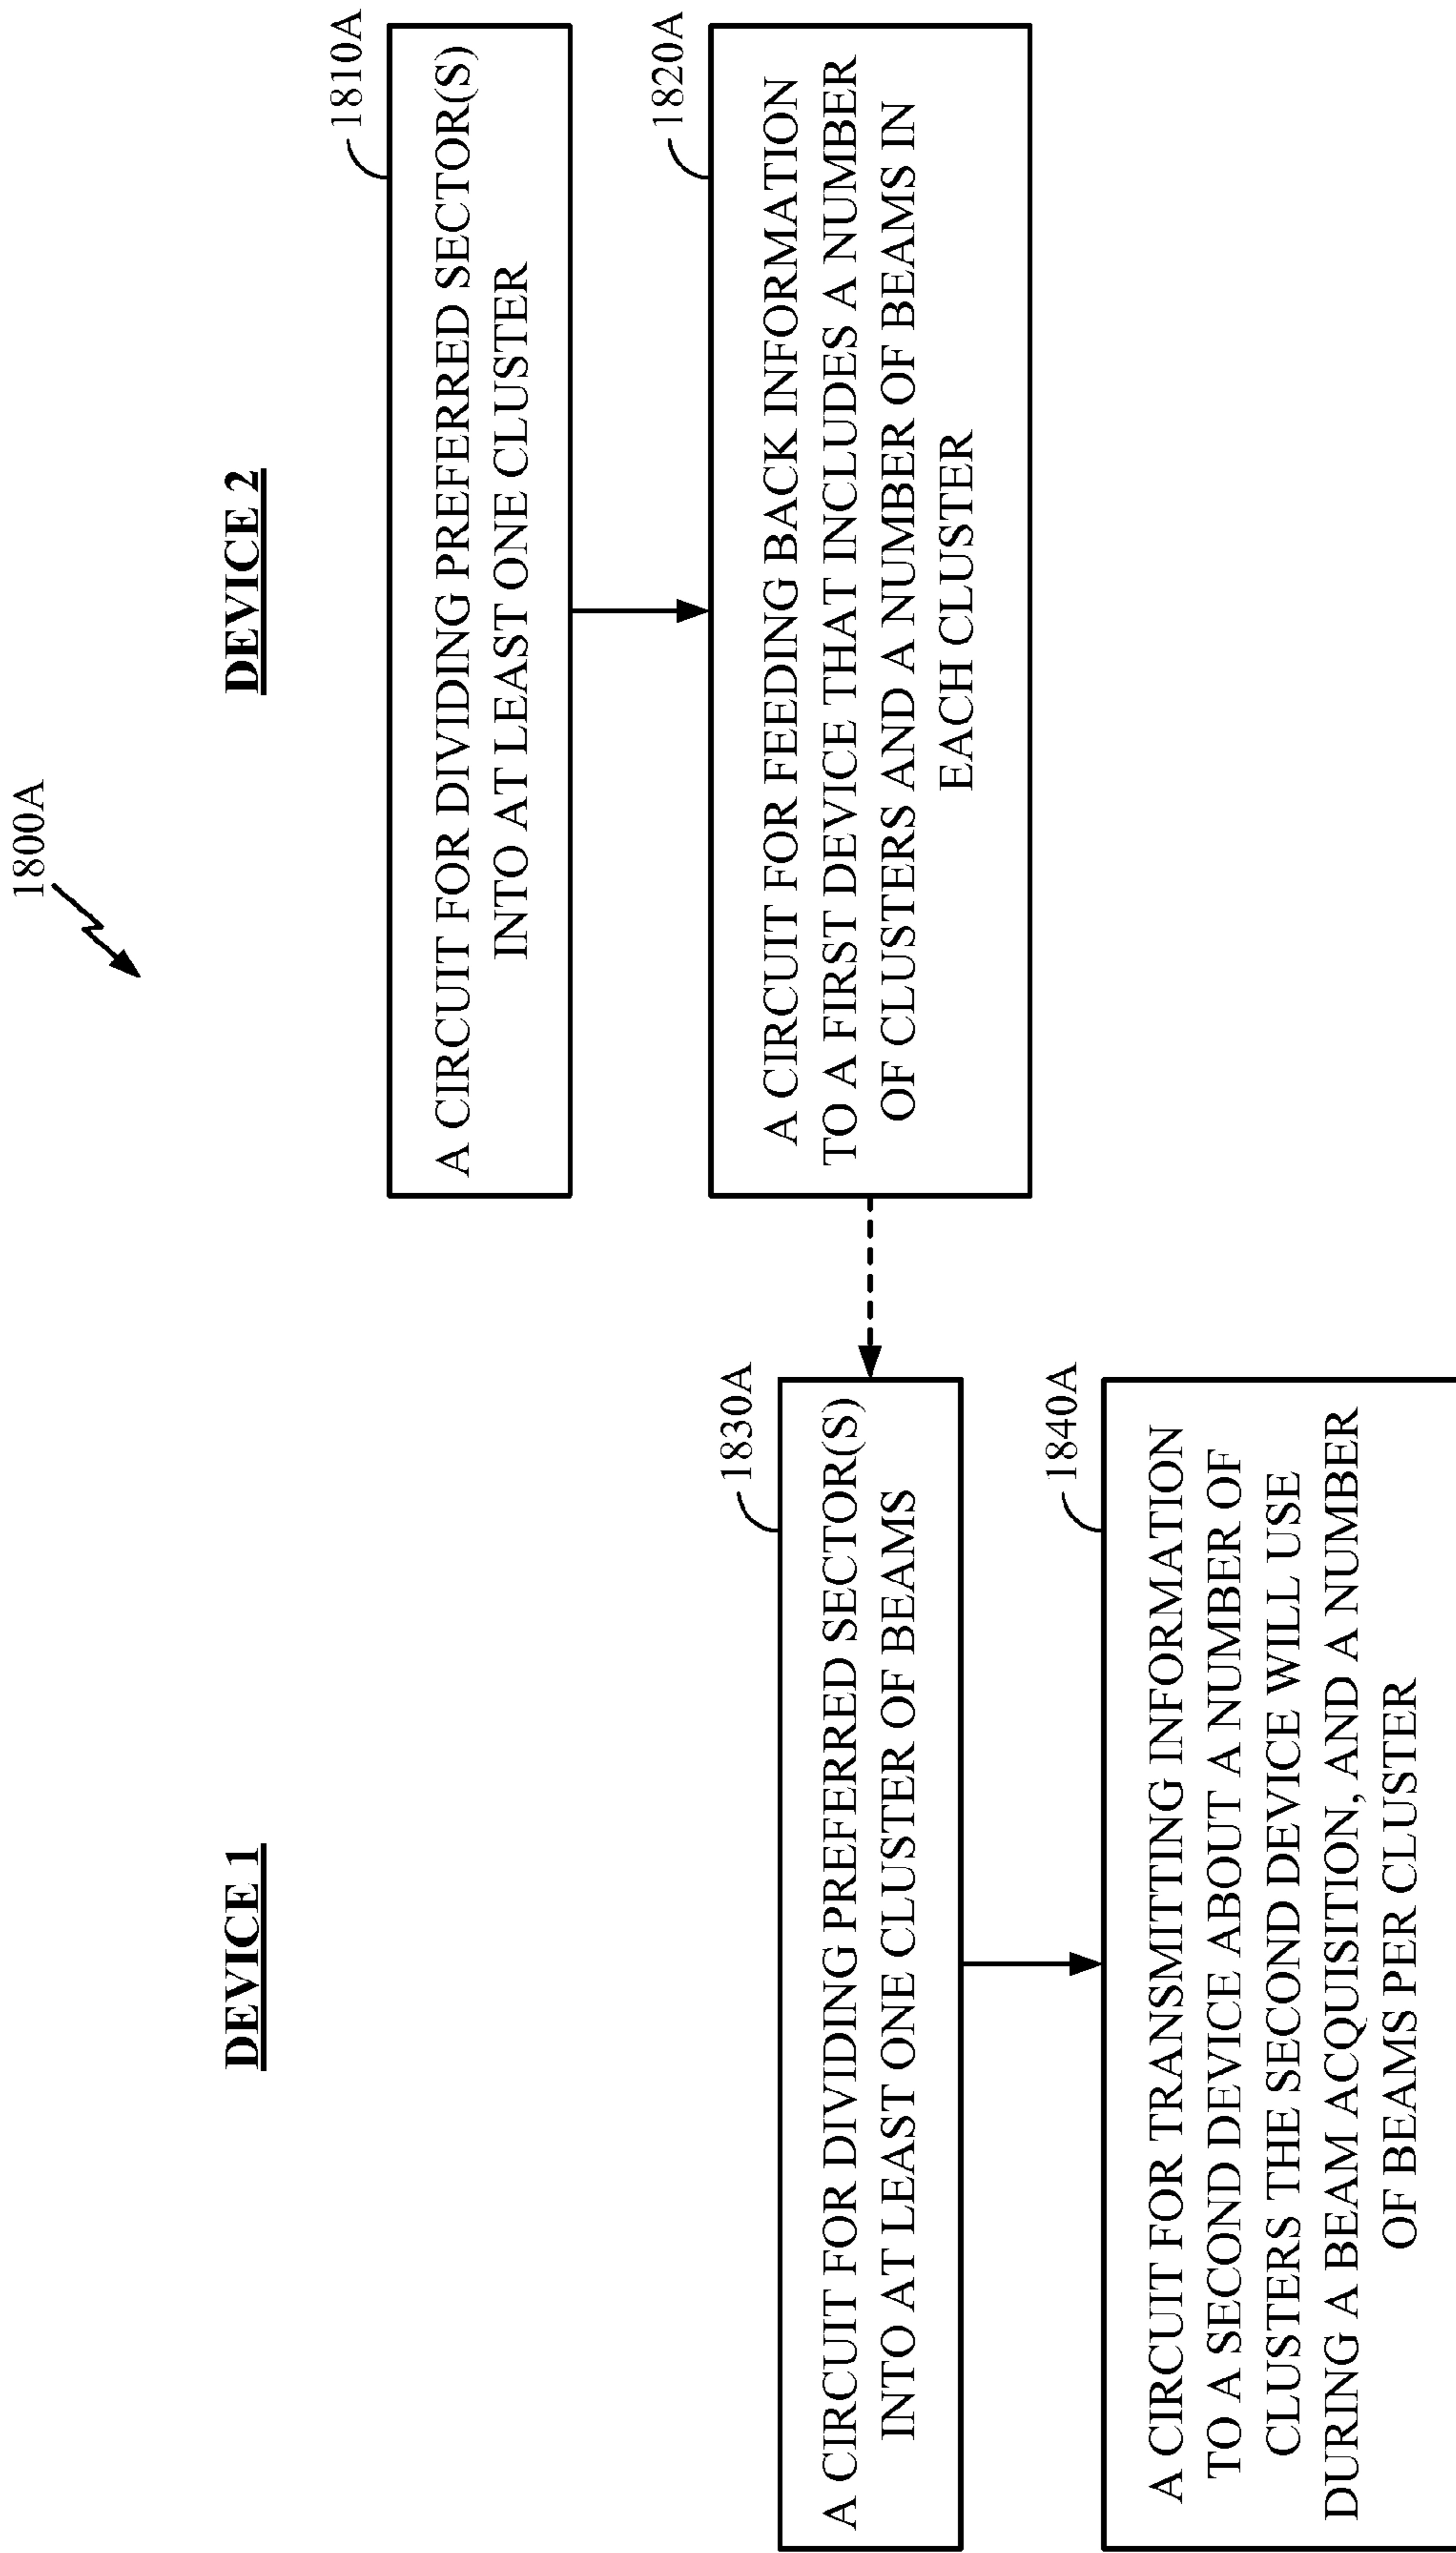 1800A
DEVICE 1
DEVICE 2
1810A
A CIRCUIT FOR DIVIDING PREFERRED SECTOR(S)
INTO AT LEAST ONE CLUSTER
1820A
A CIRCUIT FOR FEEDING BACK INFORMATION
TO A FIRST DEVICE THAT INCLUDES A NUMBER
OF CLUSTERS AND A NUMBER OF BEAMS IN
EACH CLUSTER
1830A
A CIRCUIT FOR DIVIDING PREFERRED SECTOR(S)
INTO AT LEAST ONE CLUSTER OF BEAMS
1840A
A CIRCUIT FOR TRANSMITTING INFORMATION
TO A SECOND DEVICE ABOUT A NUMBER OF
CLUSTERS THE SECOND DEVICE WILL USE
DURING A BEAM ACQUISITION, AND A NUMBER
OF BEAMS PER CLUSTER